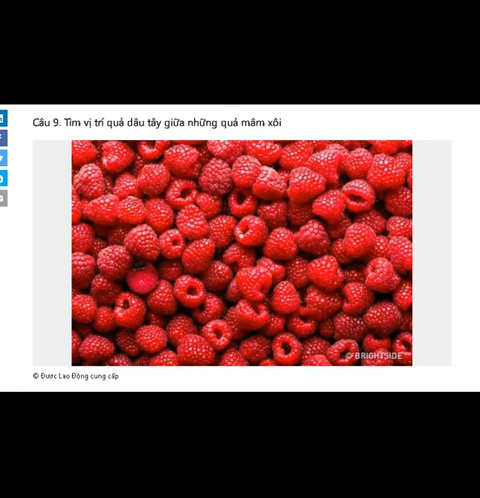 Câu 9. Tìm vị trí quả dâu tây giữa những quả mâm xôi
© BRIGHTSIDE
© Được Lao Động cung cấp